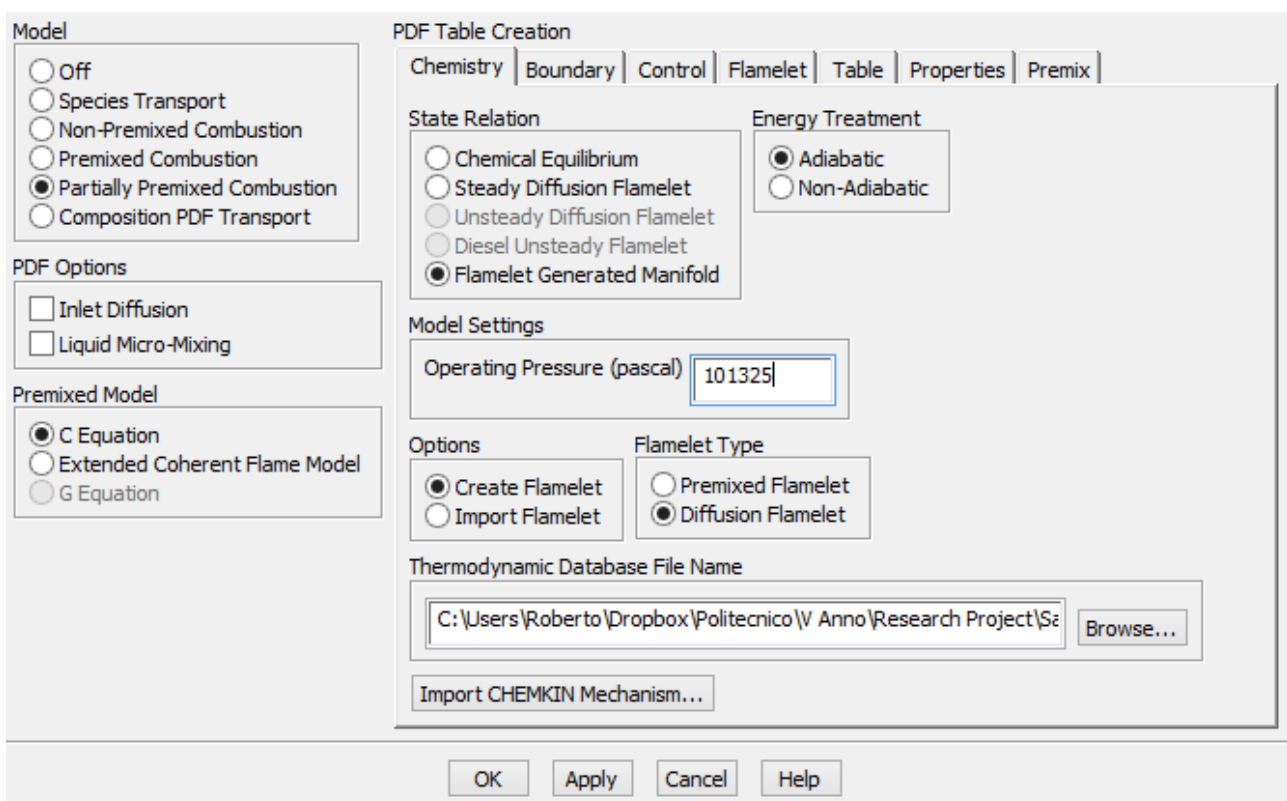 Model
Off
Species Transport
Non-Premixed Combustion
Premixed Combustion
Partially Premixed Combustion
Composition PDF Transport
PDF Options
Inlet Diffusion
Liquid Micro-Mixing
Premixed Model
C Equation
Extended Coherent Flame Model
G Equation
PDF Table Creation
Chemistry Boundary Control Flamelet Table Properties Premix
State Relation
Chemical Equilibrium
Steady Diffusion Flamelet
Unsteady Diffusion Flamelet
Diesel Unsteady Flamelet
Flamelet Generated Manifold
Energy Treatment
Adiabatic
Non-Adiabatic
Model Settings
Operating Pressure (pascal) 101325
Options
Create Flamelet
Import Flamelet
Flamelet Type
Premixed Flamelet
Diffusion Flamelet
Thermodynamic Database File Name
C:\Users\Roberto\Dropbox\Politecnico\V Anno\Research Project\Sa
Browse...
Import CHEMKIN Mechanism...
OK Apply Cancel Help